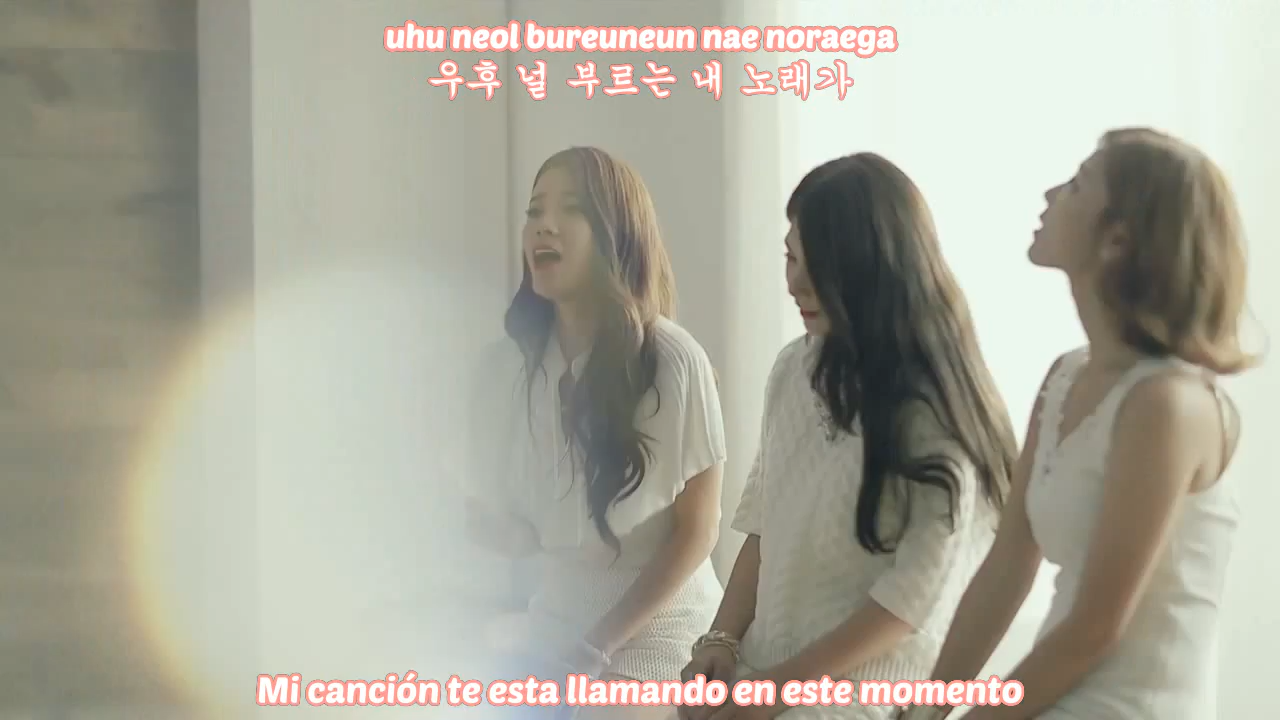 uhu neol bureuneun nae noraega
우후 널 부르는 내 노래가
Mi canción te esta llamando en este momento